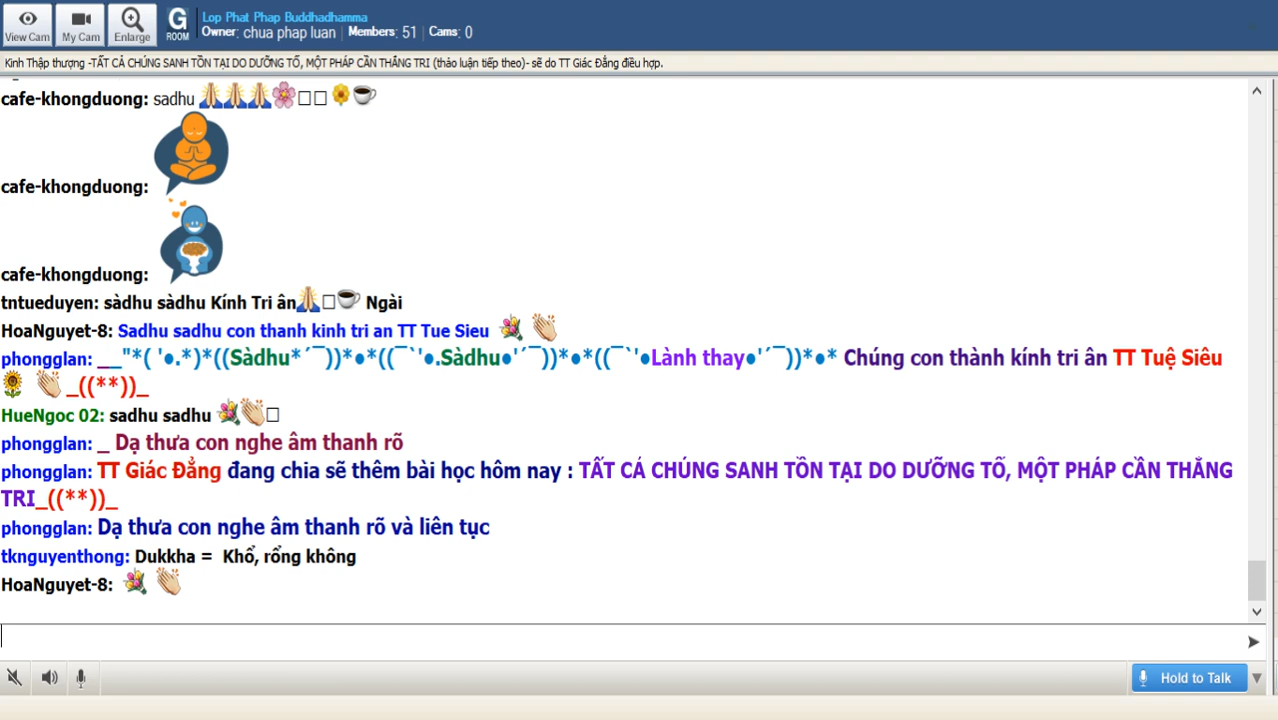 Lop Phat Phap Buddhadhamma
View Cam My Cam Enlarge G ROOM Owner: chua phap luan | Members: 51 | Cams: 0
Kinh Thập thượng -TẤT CẢ CHÚNG SANH TỒN TẠI DO DƯỠNG TỐ, MỘT PHÁP CẦN THẮNG TRI (thảo luận tiếp theo)- sẽ do TT Giác Đẳng điều hợp.
cafe-khongduong: sadhu 🙏🙏🙏🌸□□ 🌼☕
cafe-khongduong:
cafe-khongduong:
tntueduyen: sàdhu sàdhu Kính Tri ân🙏□☕ Ngài
HoaNguyet-8: Sadhu sadhu con thanh kinh tri an TT Tue Sieu 💐 👏
phongglan: __"*( '●.*)*((Sàdhu*´¯))*●*((¯`'●.Sàdhu●'´¯))*●*((¯`'●Lành thay●'´¯))*●* Chúng con thành kính tri ân TT Tuệ Siêu
🌻 👏 _((**))_
HueNgoc 02: sadhu sadhu 💐👏□
phongglan: _ Dạ thưa con nghe âm thanh rõ
phongglan: TT Giác Đẳng đang chia sẽ thêm bài học hôm nay : TẤT CẢ CHÚNG SANH TỒN TẠI DO DƯỠNG TỐ, MỘT PHÁP CẦN THẮNG
TRI_((**))_
phongglan: Dạ thưa con nghe âm thanh rõ và liên tục
tknguyenthong: Dukkha = Khổ, rổng không
HoaNguyet-8: 💐 👏
Hold to Talk